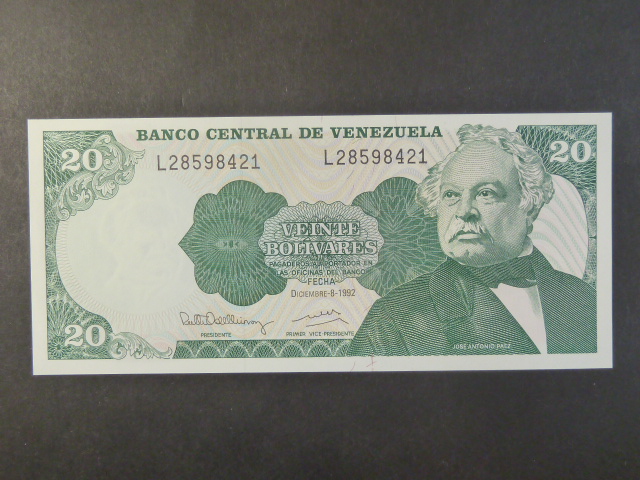 BANCO CENTRAL DE VENEZUELA
20
20
L28598421
L28598421
VEINTE
BOLIVARES
PAGADEROS AL PORTADOR EN
LAS OFICINAS DEL BANCO
FECHA
DICIEMBRE-8-1992
20
PRESIDENTE
PRIMER VICE PRESIDENTE
JOSE ANTONIO PAEZ